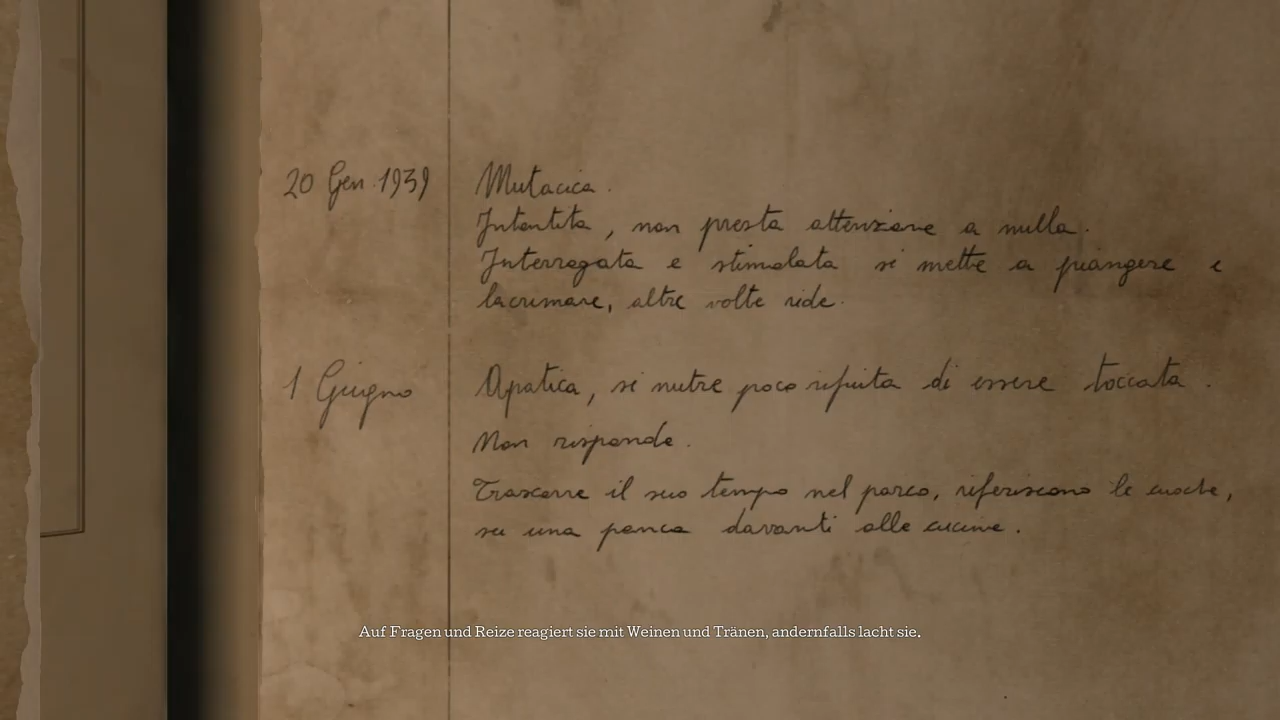 20 Gen. 1939 Mutacica.
Intontita, non presta attenzione a nulla.
Interrogata e stimolata si mette a piangere e
lacrimare, altre volte ride.
1 Giugno Apatica, si nutre poco rifiuta di essere toccata.
Non risponde.
Trascorre il suo tempo nel parco, riferiscono le cuoche,
su una panca davanti alle cucine.
Auf Fragen und Reize reagiert sie mit Weinen und Tränen, andernfalls lacht sie.